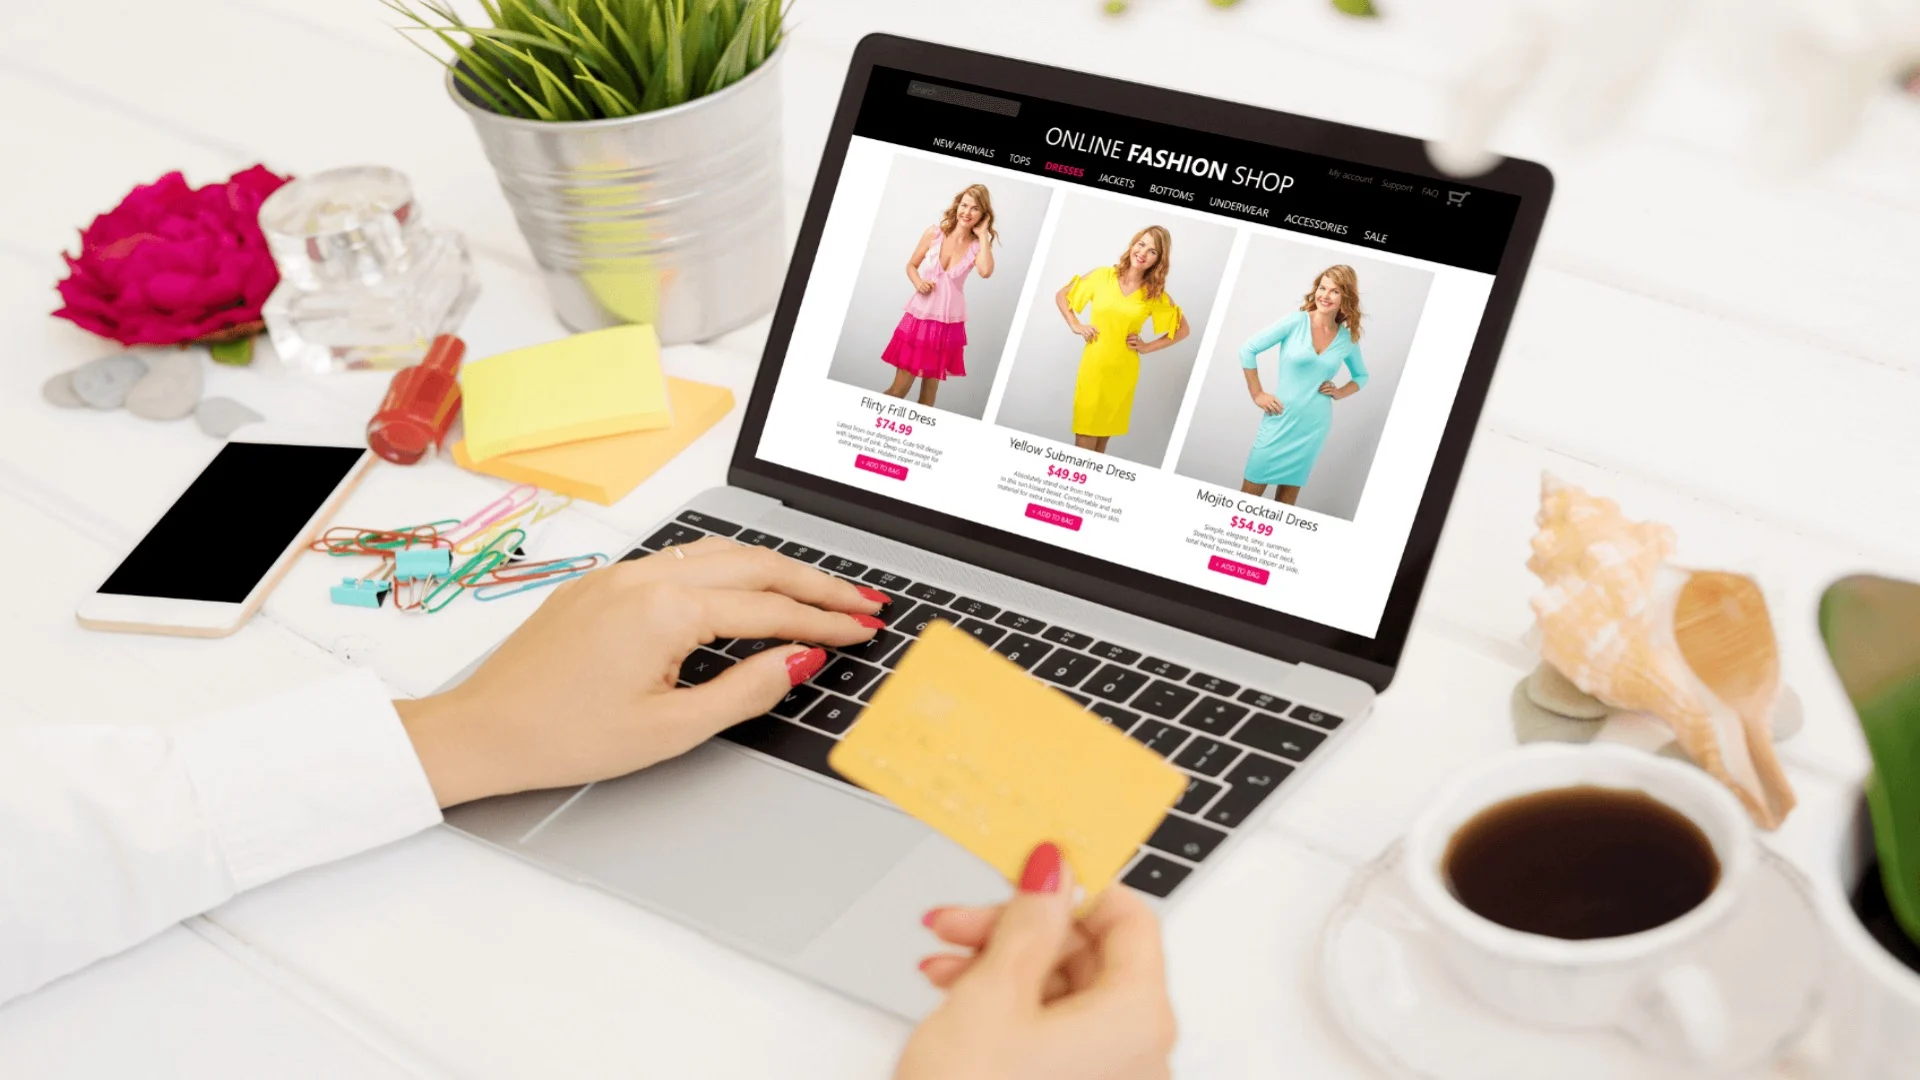 Search
ONLINE FASHION SHOP
My account Support FAQ
NEW ARRIVALS TOPS DRESSES JACKETS BOTTOMS UNDERWEAR ACCESSORIES SALE
Flirty Frill Dress
$74.99
Latest from our designers. Cute frill design
with layers of pink. Deep cut cleavage for
extra sexy look. Hidden zipper at side.
+ ADD TO BAG
Yellow Submarine Dress
$49.99
Absolutely stand out from the crowd
in this sun kissed beast. Comfortable and soft
material for extra smooth feeling on your skin.
+ ADD TO BAG
Mojito Cocktail Dress
$54.99
Simple, elegant, sexy, summer.
Stretchy spandex textile. V cut neck,
total head turner. Hidden zipper at side.
+ ADD TO BAG
esc